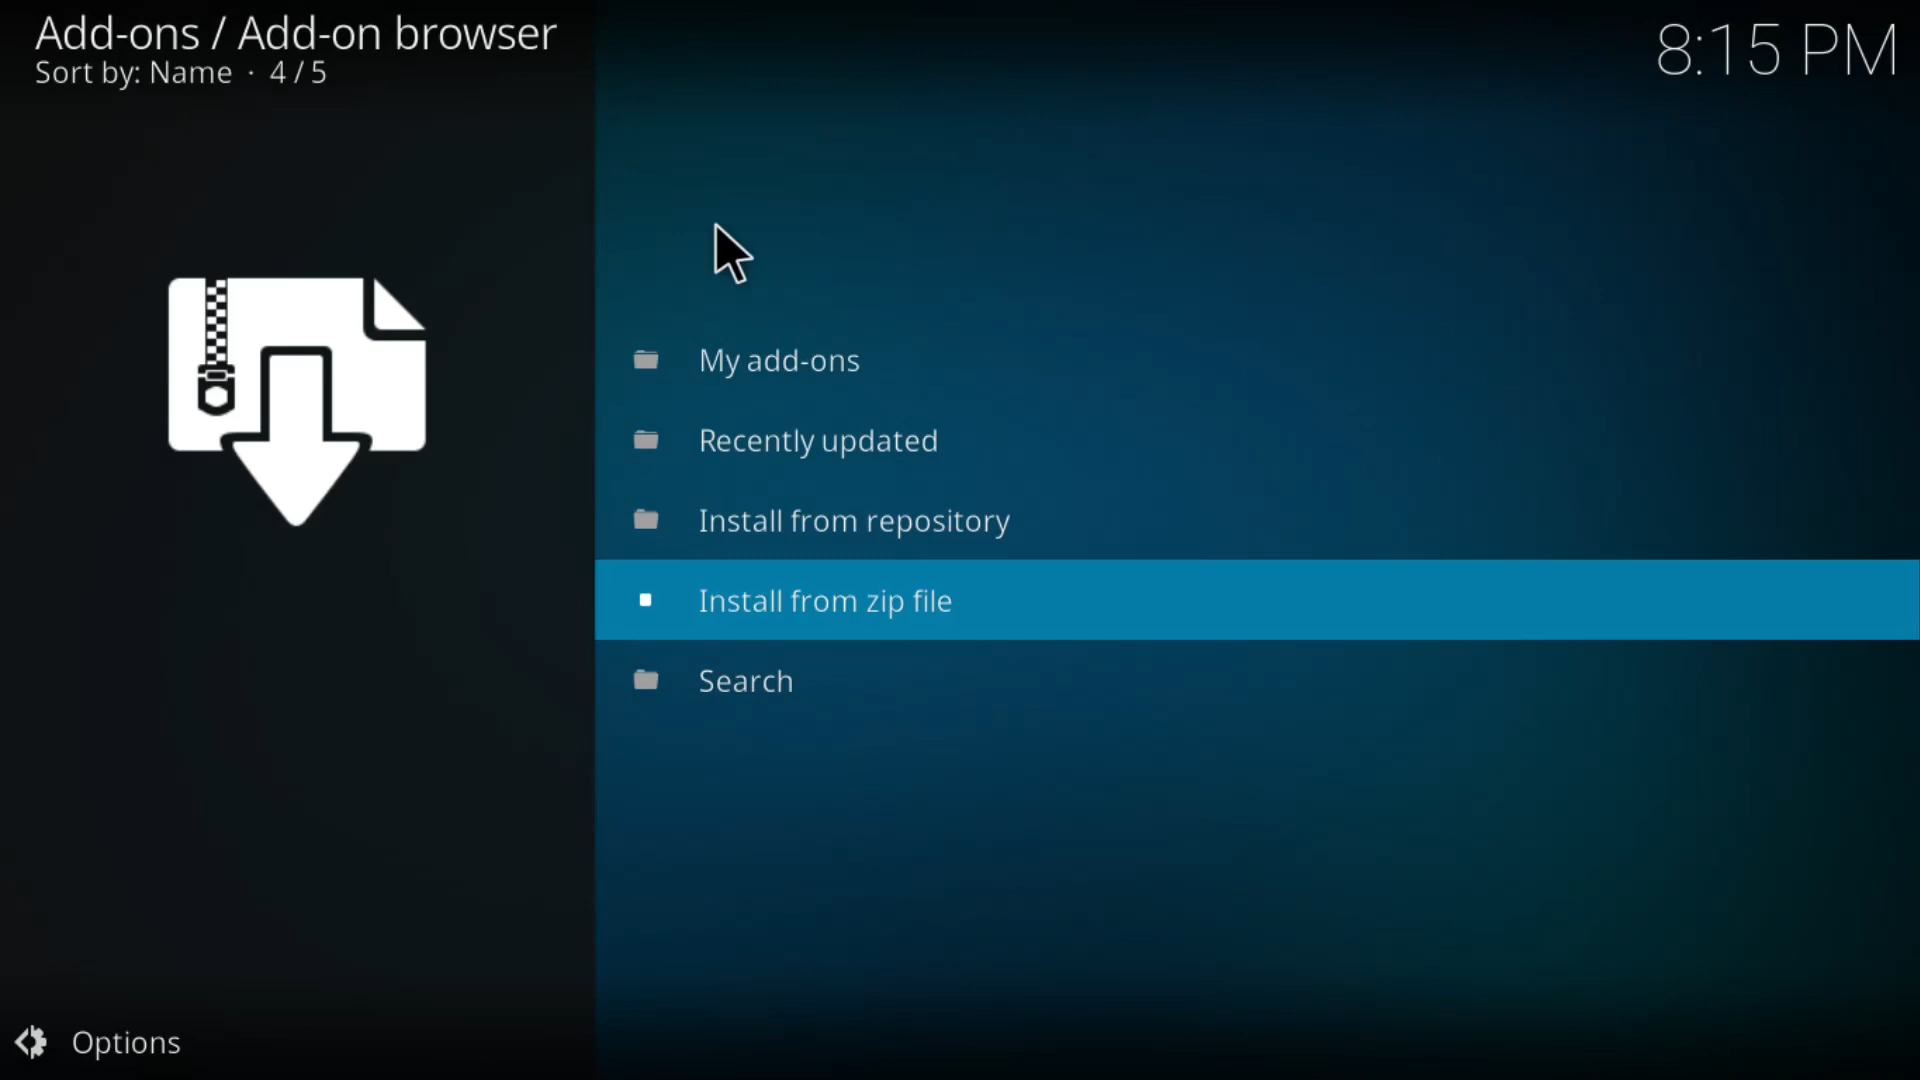 Add-ons / Add-on browser
Sort by: Name · 4 / 5
8:15 PM
My add-ons
Recently updated
Install from repository
Install from zip file
Search
Options